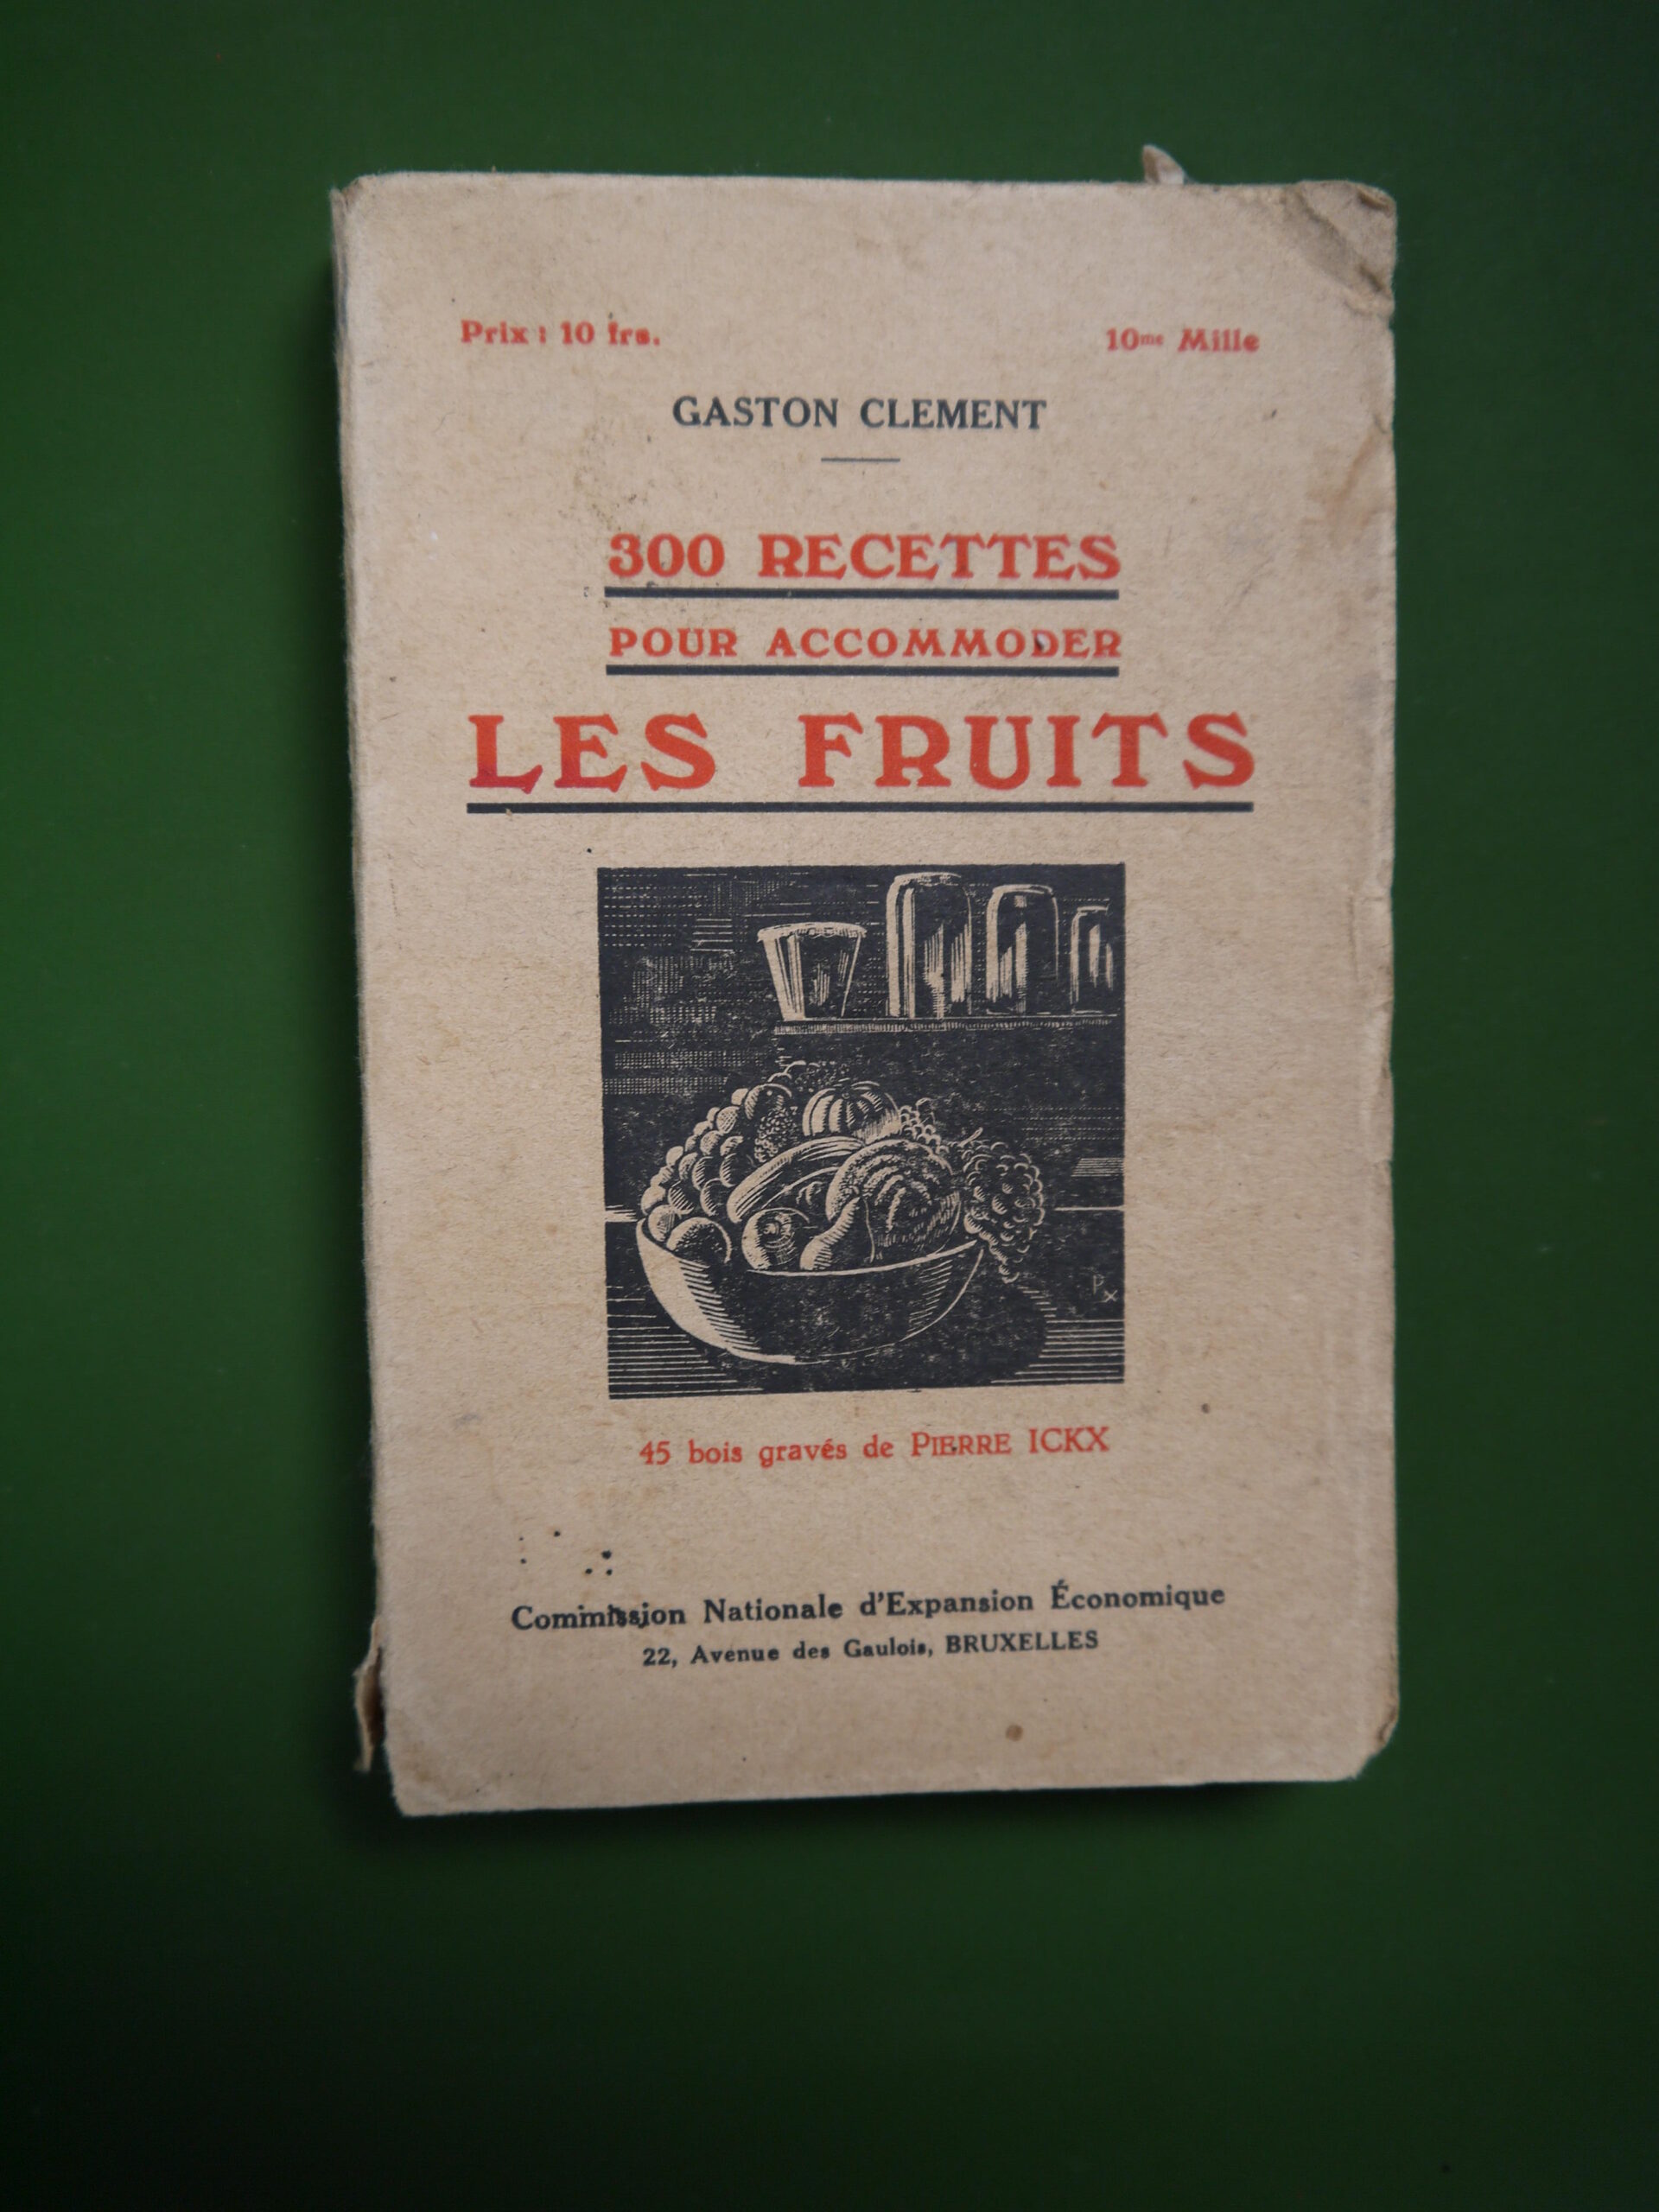 Prix : 10 frs.
10me Mille
GASTON CLEMENT
300 RECETTES
POUR ACCOMMODER
LES FRUITS
Px
45 bois gravés de PIERRE ICKX
Commission Nationale d'Expansion Économique
22, Avenue des Gaulois, BRUXELLES